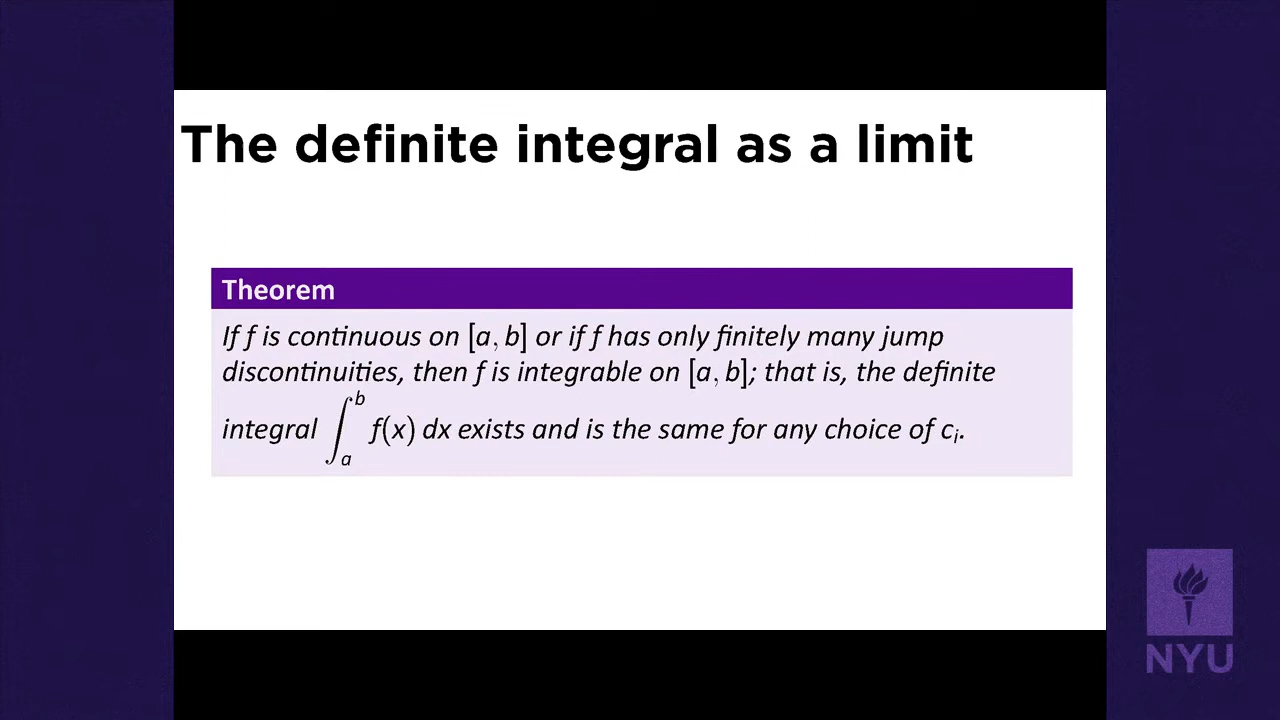 The definite integral as a limit
Theorem
If f is continuous on [a, b] or if f has only finitely many jump
discontinuities, then f is integrable on [a, b]; that is, the definite
integral ∫ₐᵇ f(x) dx exists and is the same for any choice of cᵢ.
NYU